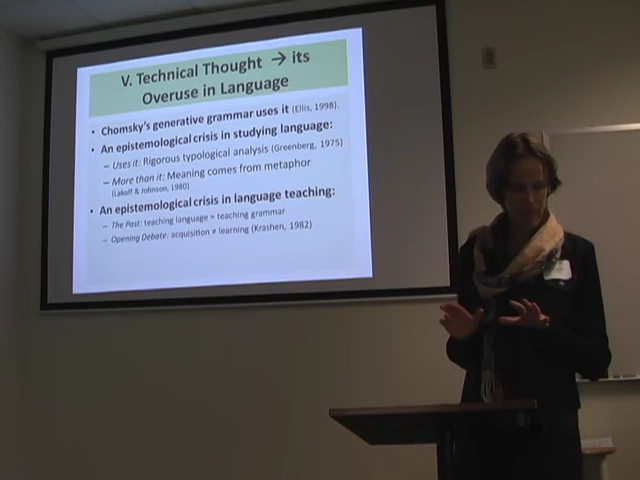 V. Technical Thought → its
Overuse in Language
• Chomsky's generative grammar uses it (Ellis, 1998).
• An epistemological crisis in studying language:
– Uses it: Rigorous typological analysis (Greenberg, 1975)
– More than it: Meaning comes from metaphor
(Lakoff & Johnson, 1980)
• An epistemological crisis in language teaching:
– The Past: teaching language = teaching grammar
– Opening Debate: acquisition ≠ learning (Krashen, 1982)